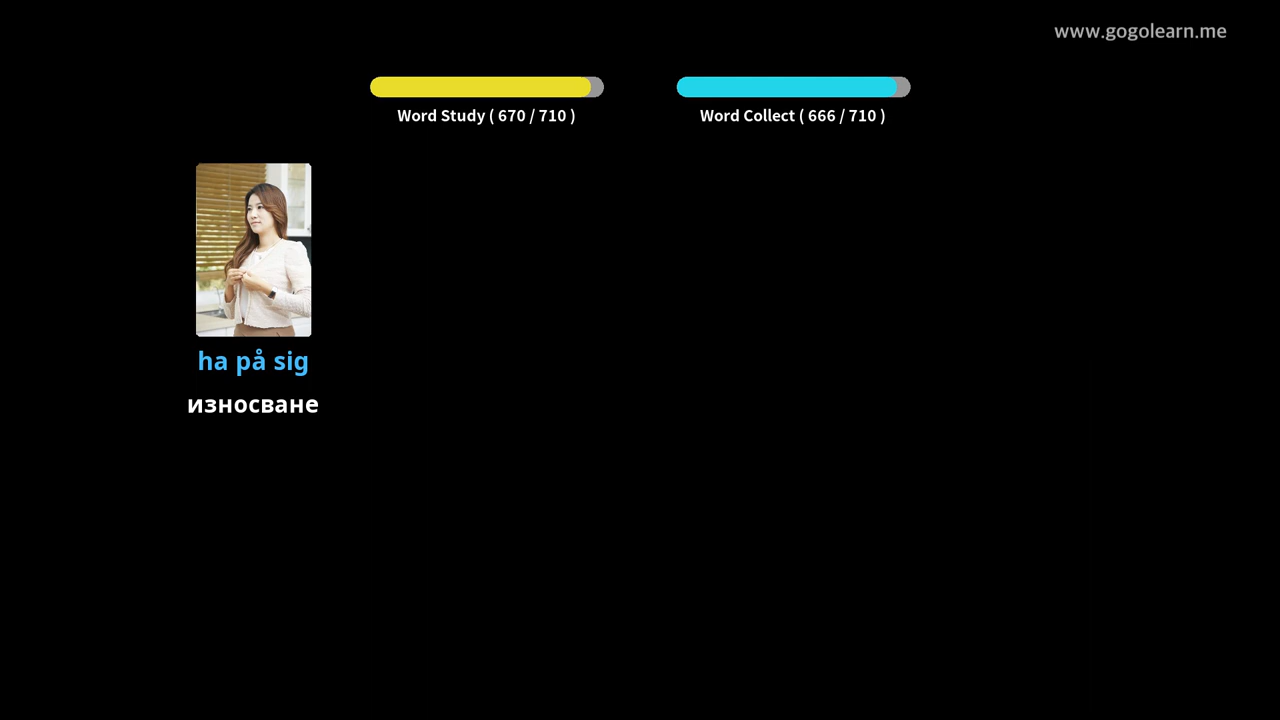 www.gogolearn.me
Word Study ( 670 / 710 )
Word Collect ( 666 / 710 )
ha på sig
износване